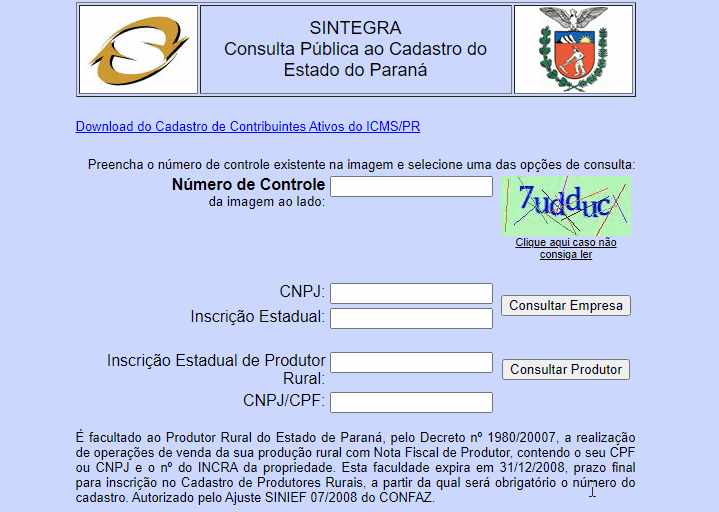 SINTEGRA
Consulta Pública ao Cadastro do
Estado do Paraná
Download do Cadastro de Contribuintes Ativos do ICMS/PR
Preencha o número de controle existente na imagem e selecione uma das opções de consulta:
Número de Controle
da imagem ao lado:
7udduc
Clique aqui caso não
consiga ler
CNPJ:
Inscrição Estadual:
Consultar Empresa
Inscrição Estadual de Produtor
Rural:
CNPJ/CPF:
Consultar Produtor
É facultado ao Produtor Rural do Estado de Paraná, pelo Decreto nº 1980/20007, a realização
de operações de venda da sua produção rural com Nota Fiscal de Produtor, contendo o seu CPF
ou CNPJ e o nº do INCRA da propriedade. Esta faculdade expira em 31/12/2008, prazo final
para inscrição no Cadastro de Produtores Rurais, a partir da qual será obrigatório o número do
cadastro. Autorizado pelo Ajuste SINIEF 07/2008 do CONFAZ.